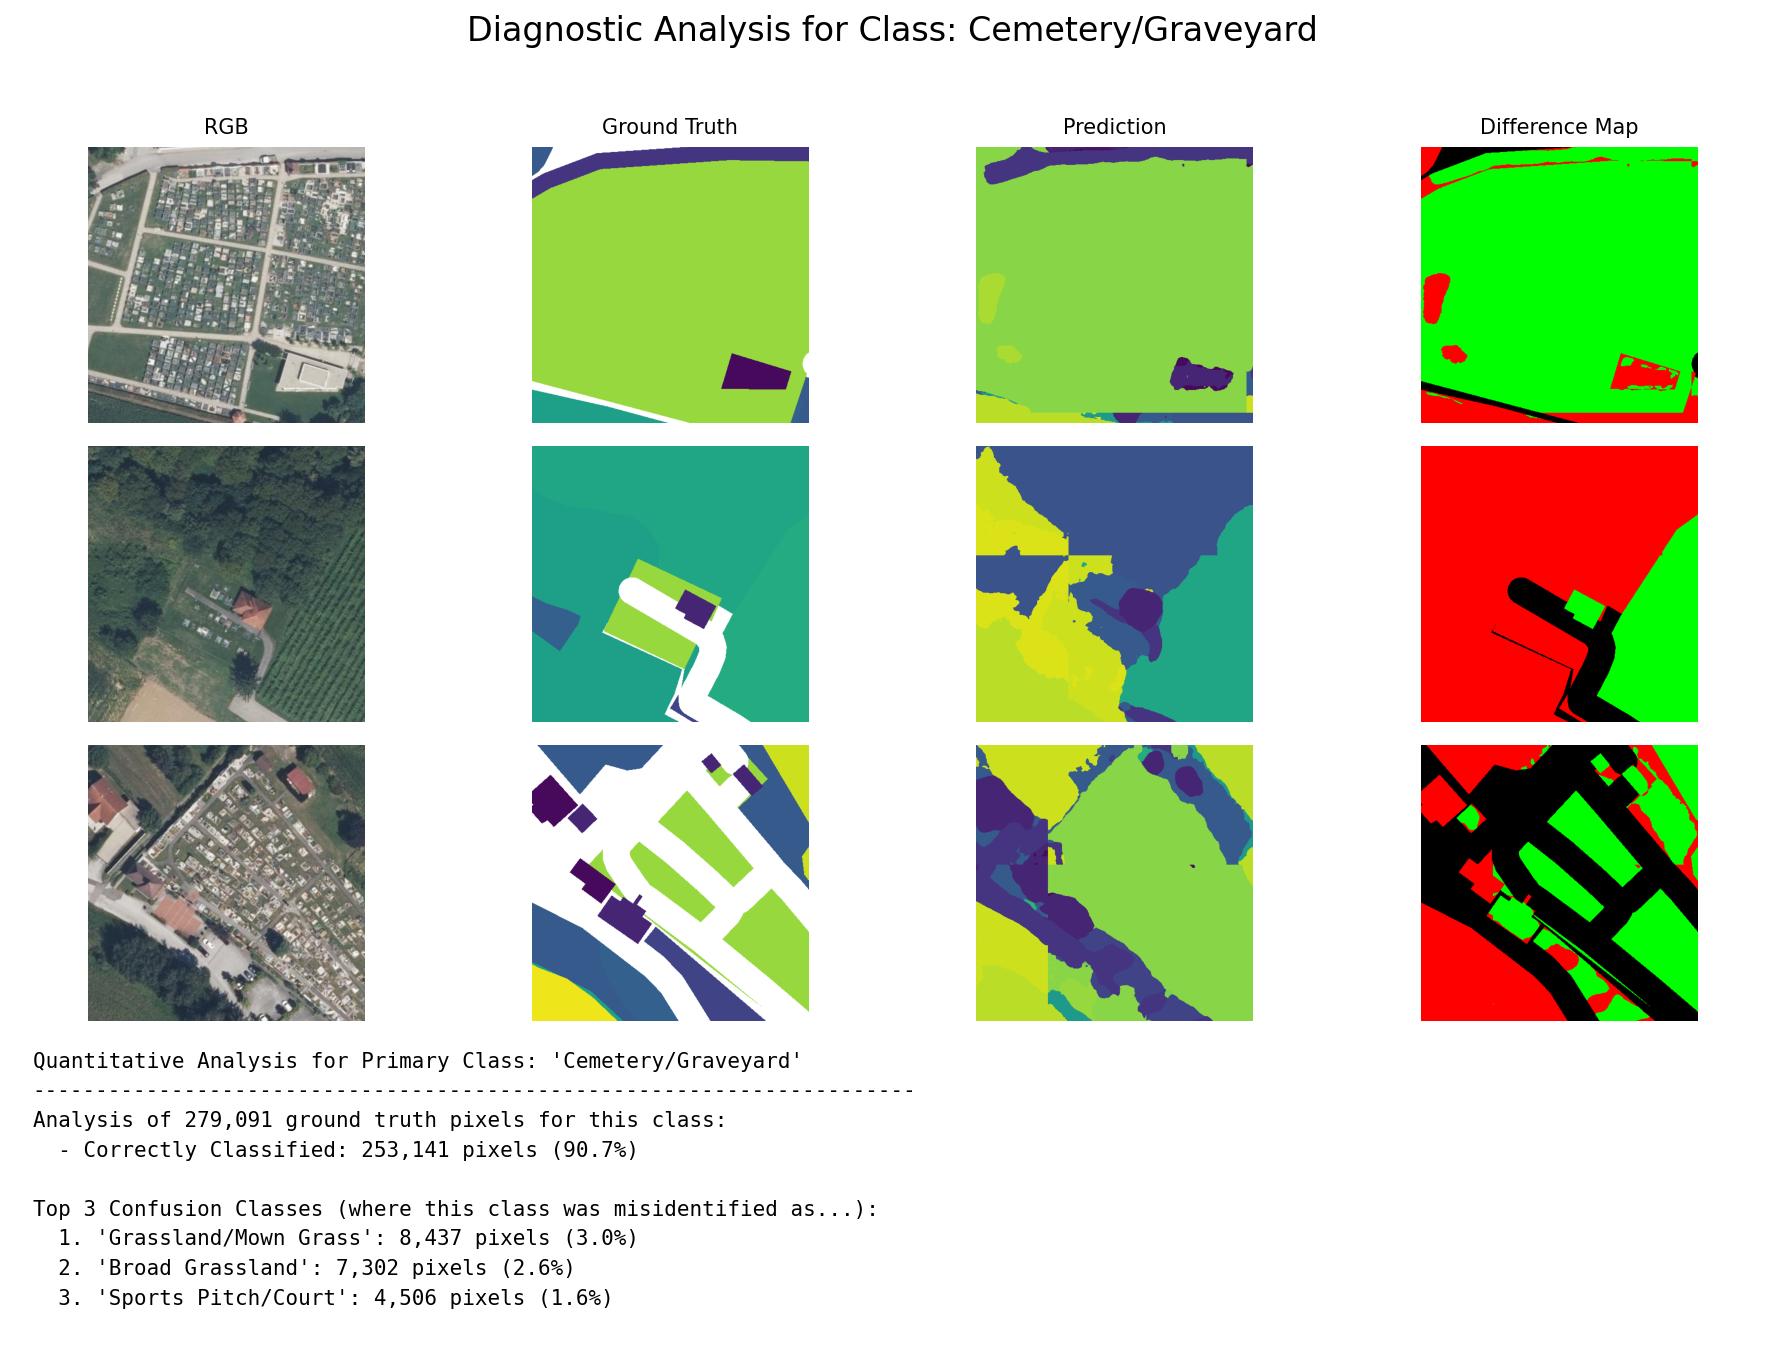 Diagnostic Analysis for Class: Cemetery/Graveyard
RGB
Ground Truth
Prediction
Difference Map
Quantitative Analysis for Primary Class: 'Cemetery/Graveyard'
----------------------------------------------------------------------
Analysis of 279,091 ground truth pixels for this class:
  - Correctly Classified: 253,141 pixels (90.7%)
Top 3 Confusion Classes (where this class was misidentified as...):
  1. 'Grassland/Mown Grass': 8,437 pixels (3.0%)
  2. 'Broad Grassland': 7,302 pixels (2.6%)
  3. 'Sports Pitch/Court': 4,506 pixels (1.6%)